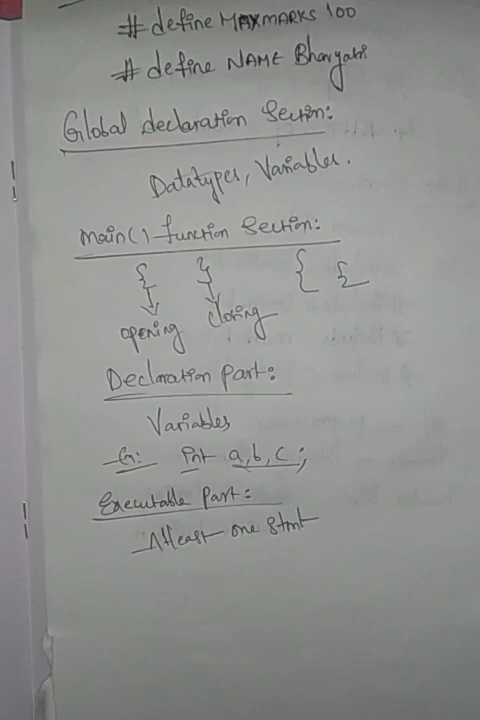 # define MAXMARKS 100
# define NAME Bhavyatri
Global declaration Section:
Datatypes, Variables.
Main() function Section:
{ } { {
opening closing
Declaration part:
Variables
Eg: int a,b,c;
Executable Part:
Atleast one stmt